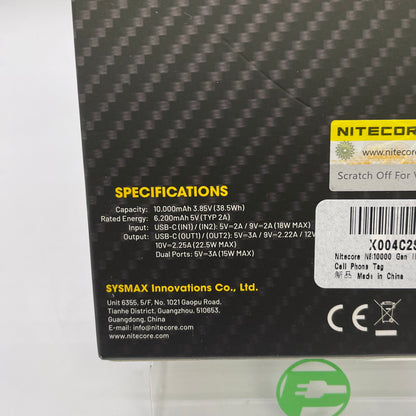 NITECORE
www.nitecore
Scratch Off For V
SPECIFICATIONS
Capacity: 10,000mAh 3.85V (38.5Wh)
Rated Energy: 6,200mAh 5V (TYP 2A)
Input: USB-C (IN1) / (IN2): 5V⎓2A / 9V⎓2A (18W MAX)
Output: USB-C (OUT1) / (OUT2): 5V⎓3A / 9V⎓2.22A / 12V
10V⎓2.25A (22.5W MAX)
Dual Ports: 5V⎓3A (15W MAX)
X004C2S
Nitecore NB10000 Gen II
Cell Phone Tag
新品 Made in China
SYSMAX Innovations Co., Ltd.
Unit 6355, 5/F, No. 1021 Gaopu Road,
Tianhe District, Guangzhou, 510653,
Guangdong, China
E-mail: info@nitecore.com
www.nitecore.com
CE